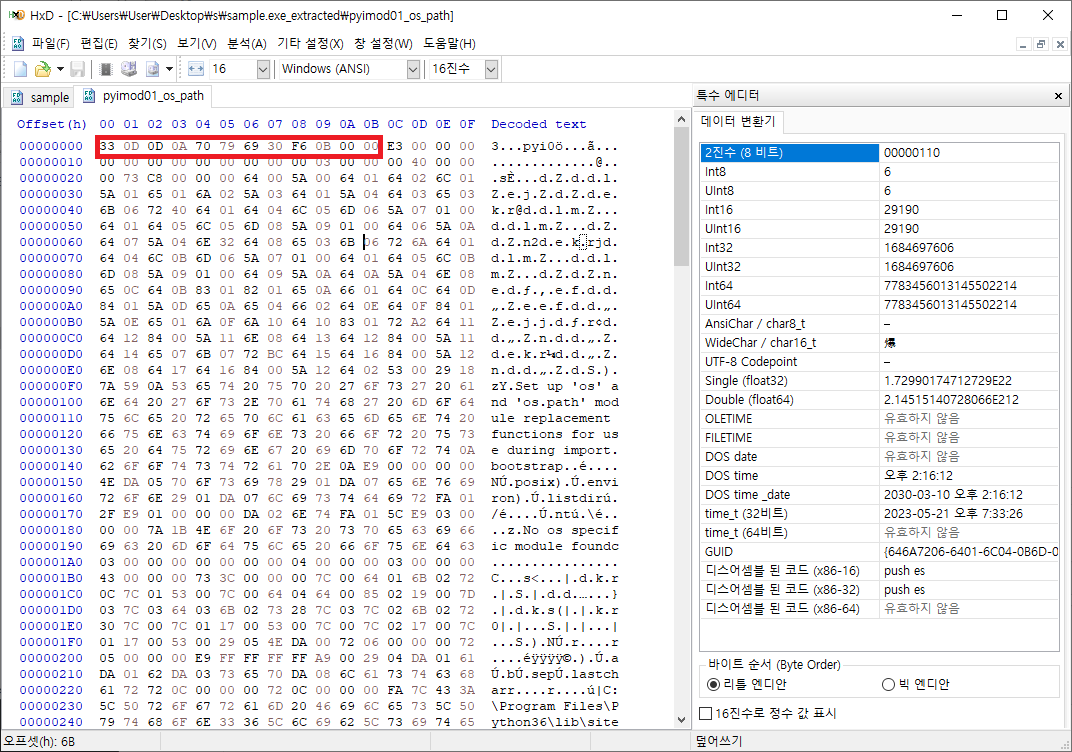 HxD - [C:₩Users₩User₩Desktop₩s₩sample.exe_extracted₩pyimod01_os_path]
파일(F) 편집(E) 찾기(S) 보기(V) 분석(A) 기타 설정(X) 창 설정(W) 도움말(H)
16 Windows (ANSI) 16진수
sample pyimod01_os_path
Offset(h) 00 01 02 03 04 05 06 07 08 09 0A 0B 0C 0D 0E 0F Decoded text
00000000 33 0D 0D 0A 70 79 69 30 F6 0B 00 00 E3 00 00 00 3...pyi0ö...ã...
00000010 00 00 00 00 00 00 00 00 00 03 00 00 00 40 00 00 .............@..
00000020 00 73 C8 00 00 00 64 00 5A 00 64 01 64 02 6C 01 .sÈ...d.Z.d.d.l.
00000030 5A 01 65 01 6A 02 5A 03 64 01 5A 04 64 03 65 04 Z.e.j.Z.d.Z.d.e.
00000040 6B 06 72 40 64 01 64 04 6C 05 6D 06 5A 07 01 00 k.r@d.d.l.m.Z...
00000050 64 01 64 05 6C 05 6D 08 5A 09 01 00 64 06 5A 0A d.d.l.m.Z...d.Z.
00000060 64 07 5A 04 6E 32 64 08 65 03 6B 06 72 6A 64 01 d.Z.n2d.e.k.rjd.
00000070 64 04 6C 0B 6D 06 5A 07 01 00 64 01 64 05 6C 0B d.l.m.Z...d.d.l.
00000080 6D 08 5A 09 01 00 64 09 5A 0A 64 0A 5A 04 6E 08 m.Z...d.Z.d.Z.n.
00000090 65 0C 64 0B 83 01 82 01 65 0A 66 01 64 0C 64 0D e.d.ƒ.‚.e.f.d.d.
000000A0 84 01 5A 0D 65 0A 65 04 66 02 64 0E 64 0F 84 01 „.Z.e.e.f.d.d.„.
000000B0 5A 0E 65 01 6A 0F 6A 10 64 10 83 01 72 A2 64 11 Z.e.j.j.d.ƒ.r¢d.
000000C0 64 12 84 00 5A 11 6E 08 64 13 64 12 84 00 5A 11 d.„.Z.n.d.d.„.Z.
000000D0 64 14 65 07 6B 07 72 BC 64 15 64 16 84 00 5A 12 d.e.k.r¼d.d.„.Z.
000000E0 6E 08 64 17 64 16 84 00 5A 12 64 02 53 00 29 18 n.d.d.„.Z.d.S.).
000000F0 7A 59 0A 53 65 74 20 75 70 20 27 6F 73 27 20 61 zY.Set up 'os' a
00000100 6E 64 20 27 6F 73 2E 70 61 74 68 27 20 6D 6F 64 nd 'os.path' mod
00000110 75 6C 65 20 72 65 70 6C 61 63 65 6D 65 6E 74 20 ule replacement
00000120 66 75 6E 63 74 69 6F 6E 73 20 66 6F 72 20 75 73 functions for us
00000130 65 20 64 75 72 69 6E 67 20 69 6D 70 6F 72 74 0A e during import.
00000140 62 6F 6F 74 73 74 72 61 70 2E 0A E9 00 00 00 00 bootstrap..é....
00000150 4E DA 05 70 6F 73 69 78 29 01 DA 07 65 6E 76 69 NÚ.posix).Ú.envi
00000160 72 6F 6E 29 01 DA 07 6C 69 73 74 64 69 72 FA 01 ron).Ú.listdirú.
00000170 2F E9 01 00 00 00 DA 02 6E 74 FA 01 5C E9 03 00 /é....Ú.ntú.\é..
00000180 00 00 7A 1B 4E 6F 20 6F 73 20 73 70 65 63 69 66 ..z.No os specif
00000190 69 63 20 6D 6F 64 75 6C 65 20 66 6F 75 6E 64 63 ic module foundc
000001A0 03 00 00 00 00 00 00 00 04 00 00 00 03 00 00 00 ................
000001B0 43 00 00 00 73 3C 00 00 00 7C 00 64 01 6B 02 72 C...s<...|.d.k.r
000001C0 0C 7C 01 53 00 7C 00 64 04 64 00 85 02 19 00 7D .|.S.|.d.d.…...}
000001D0 03 7C 03 64 03 6B 02 73 28 7C 03 7C 02 6B 02 72 .|.d.k.s(|.|.k.r
000001E0 30 7C 00 7C 01 17 00 53 00 7C 00 7C 02 17 00 7C 0|.|...S.|.|...|
000001F0 01 17 00 53 00 29 05 4E DA 00 72 06 00 00 00 72 ...S.).NÚ.r....r
00000200 05 00 00 00 E9 FF FF FF FF A9 00 29 04 DA 01 61 ....éÿÿÿÿ©.).Ú.a
00000210 DA 01 62 DA 03 73 65 70 DA 08 6C 61 73 74 63 68 Ú.bÚ.sepÚ.lastch
00000220 61 72 72 0C 00 00 00 72 0C 00 00 00 FA 7C 43 3A arr....r....ú|C:
00000230 5C 50 72 6F 67 72 61 6D 20 46 69 6C 65 73 5C 50 \Program Files\P
00000240 79 74 68 6F 6E 33 36 5C 6C 69 62 5C 73 69 74 65 ython36\lib\site
특수 에디터
데이터 변환기
2진수 (8 비트) 00000110
Int8 6
UInt8 6
Int16 29190
UInt16 29190
Int32 1684697606
UInt32 1684697606
Int64 7783456013145502214
UInt64 7783456013145502214
AnsiChar / char8_t –
WideChar / char16_t 爆
UTF-8 Codepoint –
Single (float32) 1.72990174712729E22
Double (float64) 2.14515140728066E212
OLETIME 유효하지 않음
FILETIME 유효하지 않음
DOS date 유효하지 않음
DOS time 오후 2:16:12
DOS time _date 2030-03-10 오후 2:16:12
time_t (32비트) 2023-05-21 오후 7:33:26
time_t (64비트) 유효하지 않음
GUID {646A7206-6401-6C04-0B6D-0
디스어셈블 된 코드 (x86-16) push es
디스어셈블 된 코드 (x86-32) push es
디스어셈블 된 코드 (x86-64) 유효하지 않음
바이트 순서 (Byte Order)
리틀 엔디안 빅 엔디안
16진수로 정수 값 표시
오프셋(h): 6B 덮어쓰기